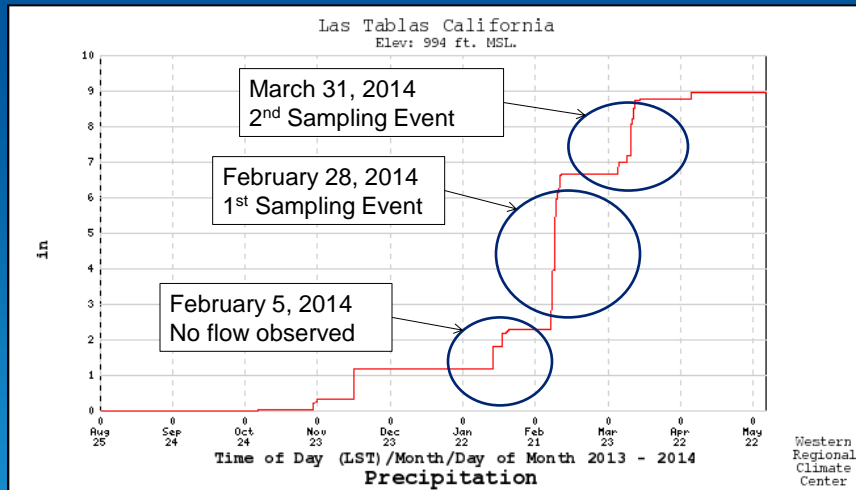 Las Tablas California
Elev: 994 ft. MSL.
10
9
8
7
6
5
4
3
2
1
0
in
March 31, 2014
2nd Sampling Event
February 28, 2014
1st Sampling Event
February 5, 2014
No flow observed
0 0 0 0 0 0 0 0 0 0
Aug Sep Oct Nov Dec Jan Feb Mar Apr May
25 24 24 23 23 22 21 23 22 22
Time of Day (LST)/Month/Day of Month 2013 - 2014
Precipitation
Western
Regional
Climate
Center